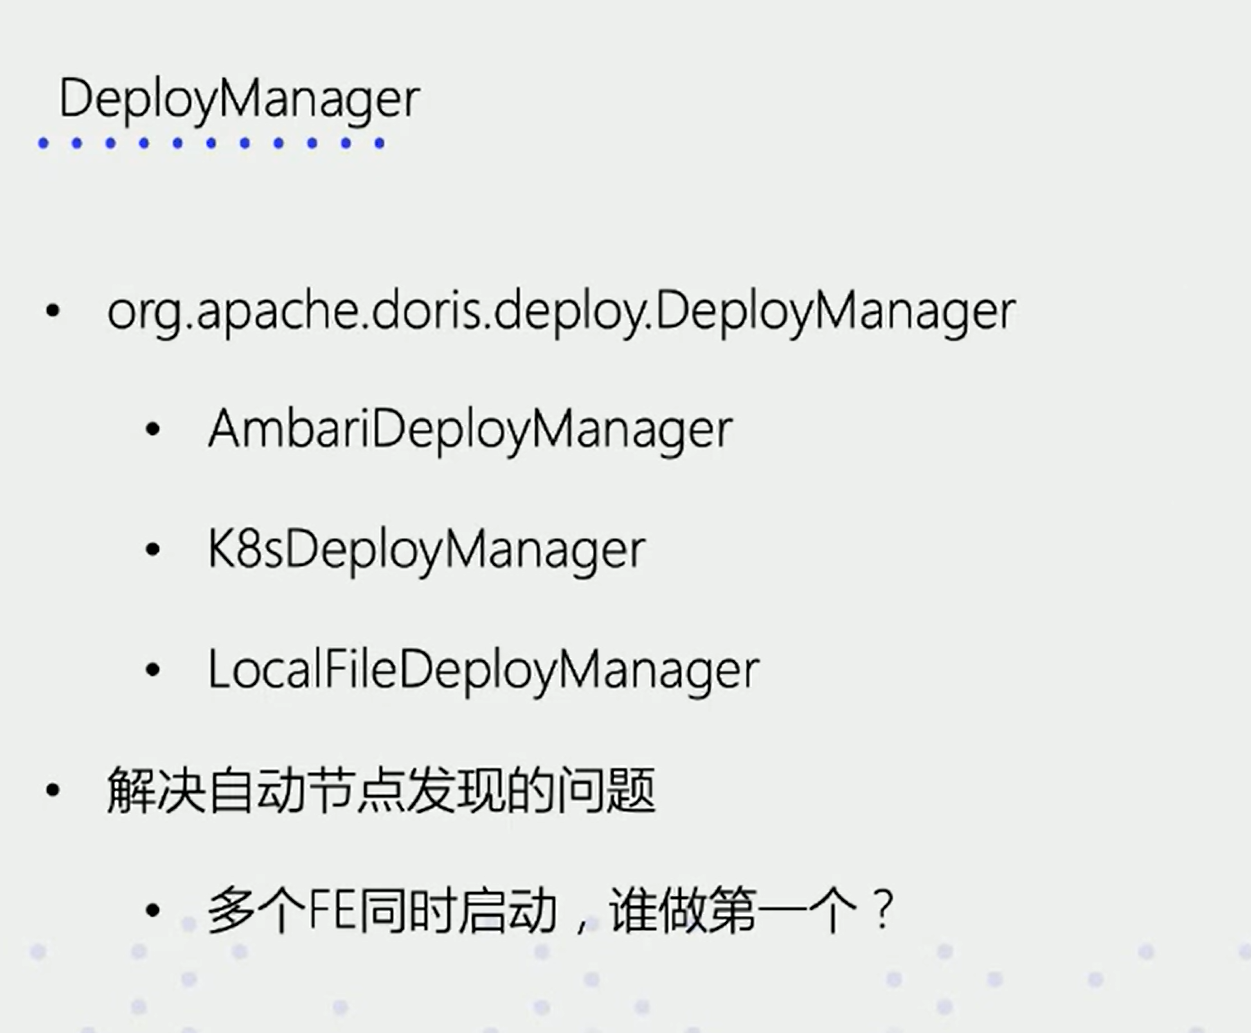 DeployManager
• org.apache.doris.deploy.DeployManager
• AmbariDeployManager
• K8sDeployManager
• LocalFileDeployManager
• 解决自动节点发现的问题
• 多个FE同时启动，谁做第一个？